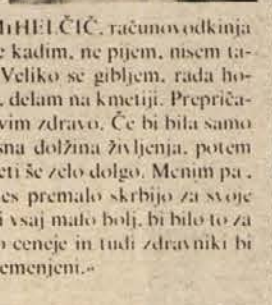 MIHELČIČ, računovodkinja
kadim, ne pijem, nisem ta-
Veliko se gibljem, rada ho-
delam na kmetiji. Prepriča-
vim zdravo. Če bi bila samo
sna dolžina življenja, potem
eti še zelo dolgo. Menim pa,
es premalo skrbijo za svoje
i vsaj malo bolj, bi bilo to za
o ceneje in tudi zdravniki bi
emenjeni.«